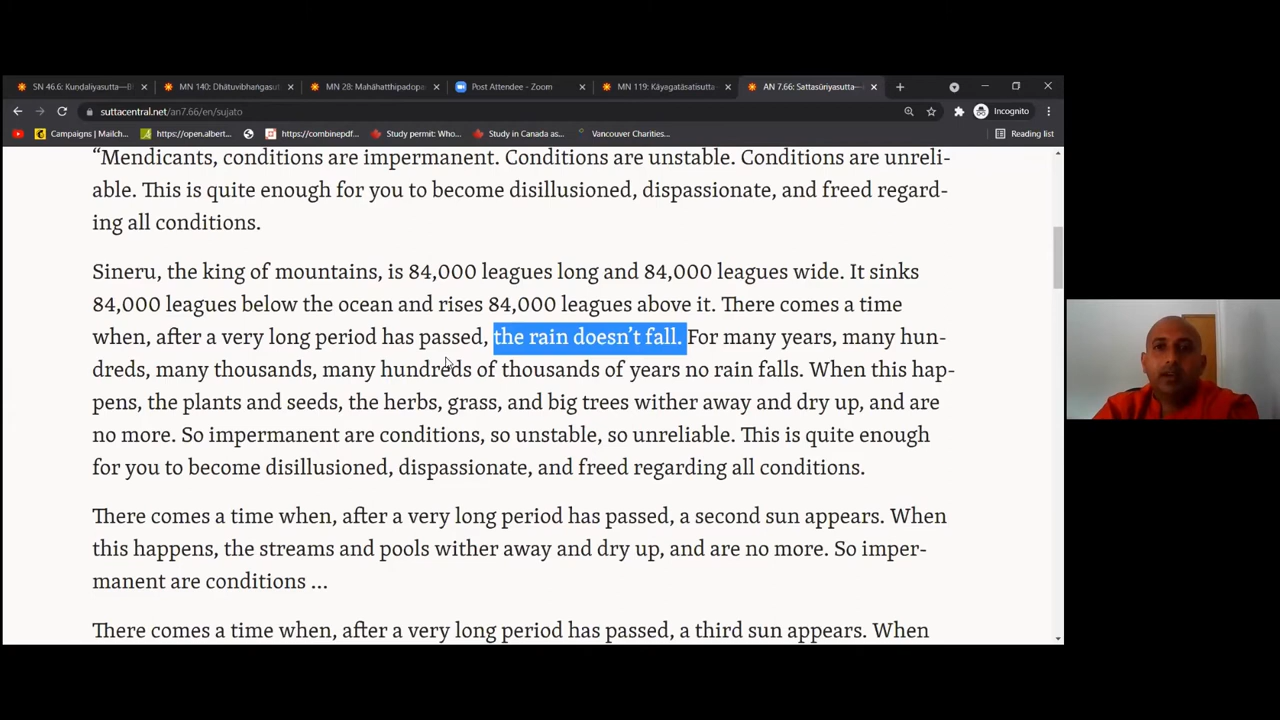 SN 46.6: Kundaliyasutta—B
MN 140: Dhātuvibhaṅgasut
MN 28: Mahāhatthipadopa
Post Attendee - Zoom
MN 119: Kāyagatāsatisutta
AN 7.66: Sattasūriyasutta—
suttacentral.net/an7.66/en/sujato
Incognito
Campaigns | Mailch...
https://open.albert...
https://combinepdf...
Study permit: Who...
Study in Canada as...
Vancouver Charities...
Reading list
“Mendicants, conditions are impermanent. Conditions are unstable. Conditions are unreli-
able. This is quite enough for you to become disillusioned, dispassionate, and freed regard-
ing all conditions.
Sineru, the king of mountains, is 84,000 leagues long and 84,000 leagues wide. It sinks
84,000 leagues below the ocean and rises 84,000 leagues above it. There comes a time
when, after a very long period has passed, the rain doesn’t fall. For many years, many hun-
dreds, many thousands, many hundreds of thousands of years no rain falls. When this hap-
pens, the plants and seeds, the herbs, grass, and big trees wither away and dry up, and are
no more. So impermanent are conditions, so unstable, so unreliable. This is quite enough
for you to become disillusioned, dispassionate, and freed regarding all conditions.
There comes a time when, after a very long period has passed, a second sun appears. When
this happens, the streams and pools wither away and dry up, and are no more. So imper-
manent are conditions …
There comes a time when, after a very long period has passed, a third sun appears. When